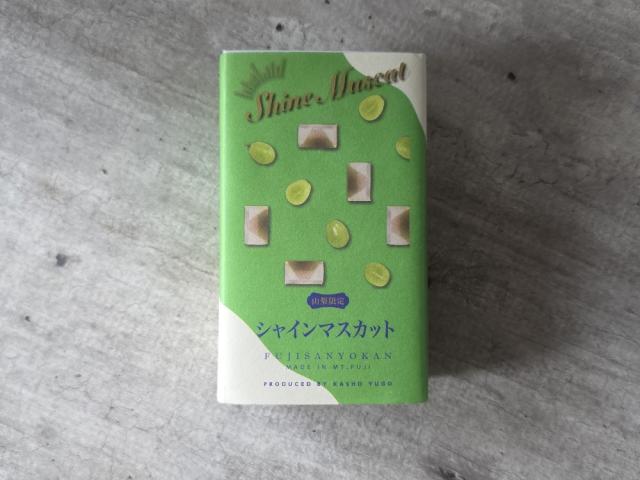 Shine Muscat
山梨限定
シャインマスカット
FUJISANYOKAN
MADE IN MT.FUJI
PRODUCED BY KASHO YUGO